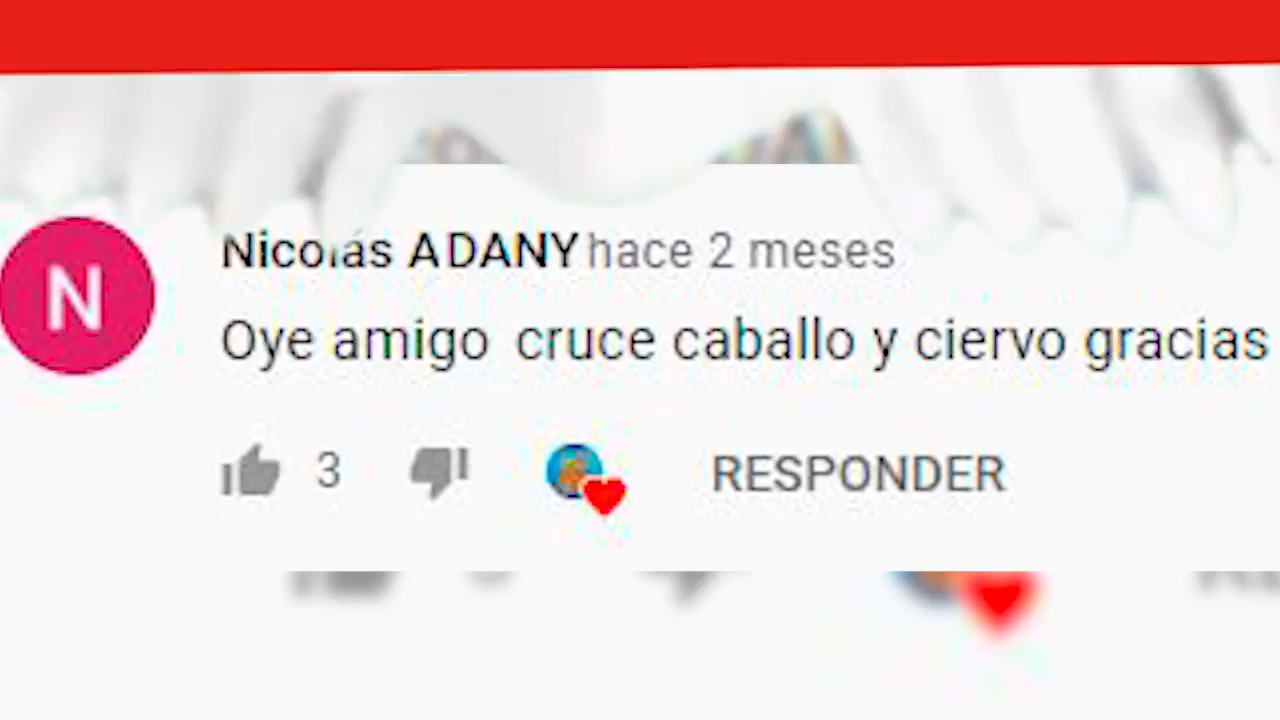 N
Nicolás ADANY hace 2 meses
Oye amigo cruce caballo y ciervo gracias
3
RESPONDER